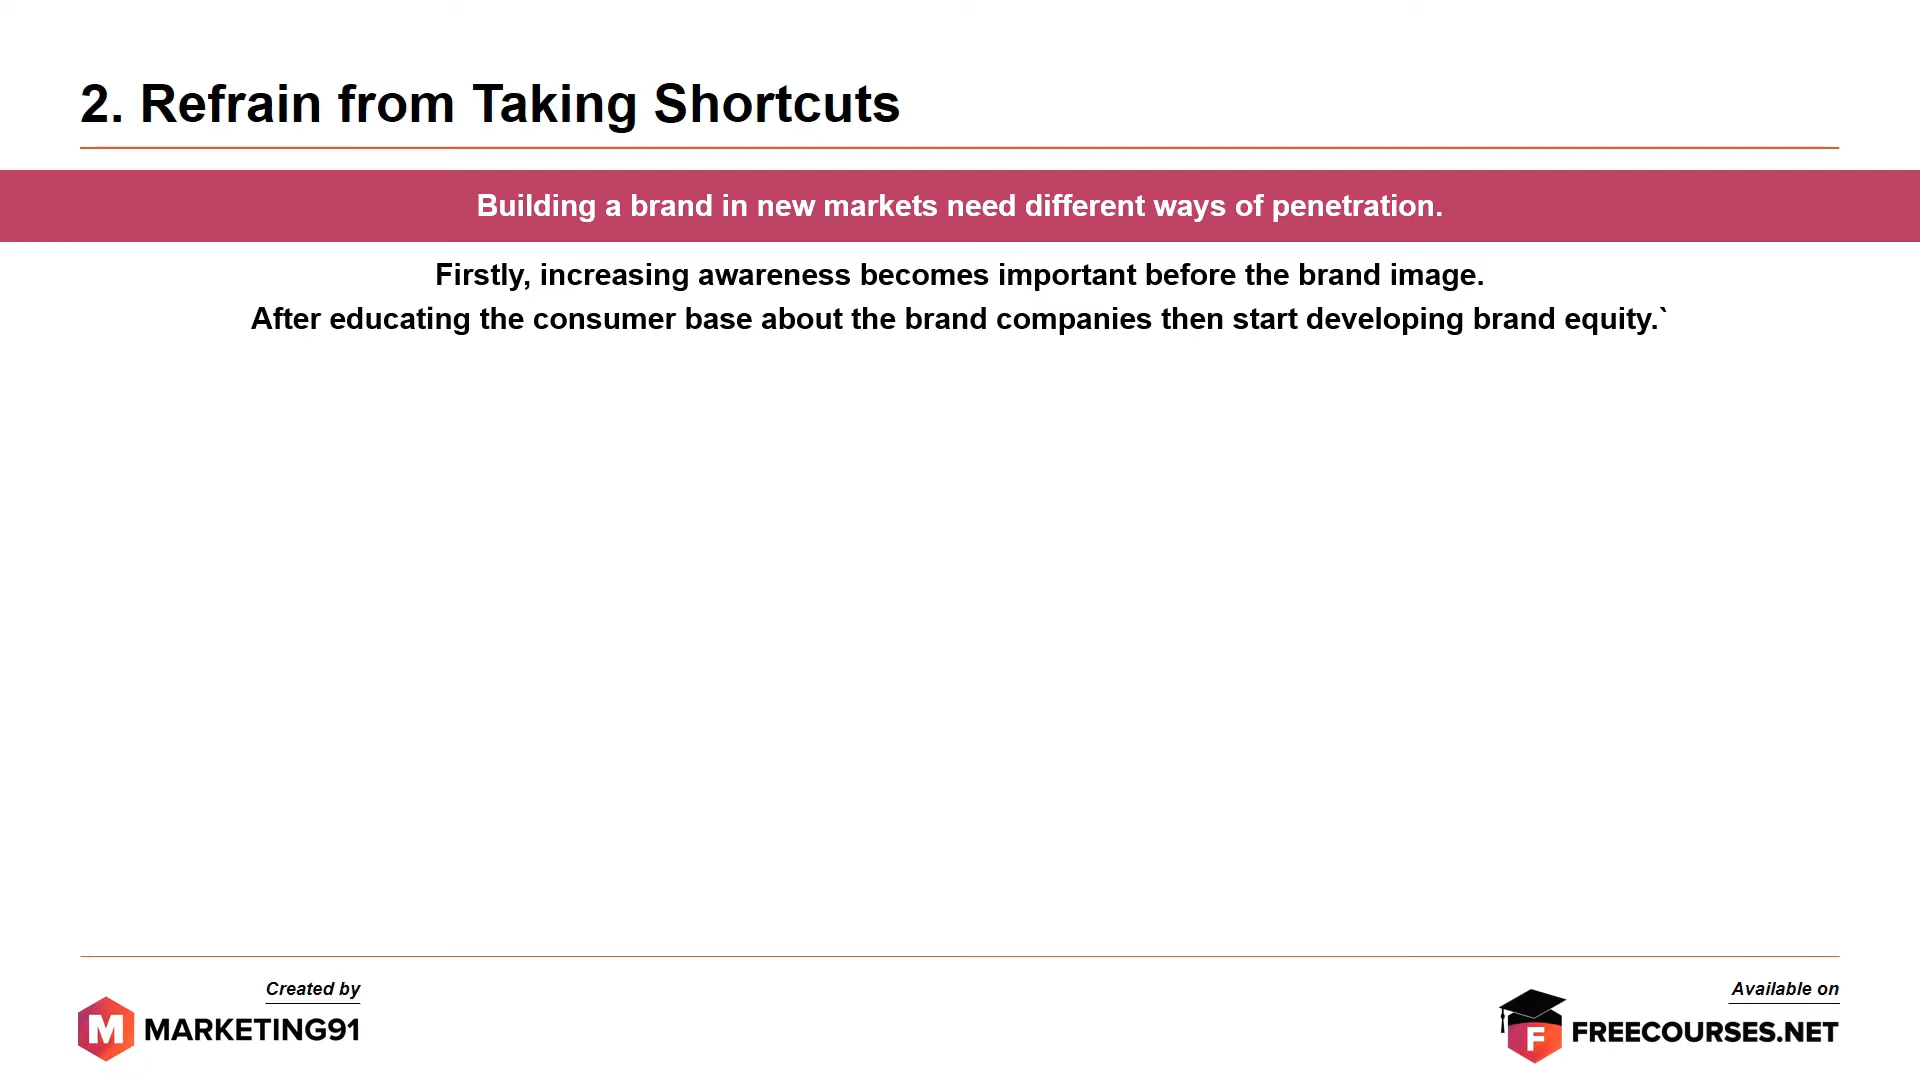 2. Refrain from Taking Shortcuts
Building a brand in new markets need different ways of penetration.
Firstly, increasing awareness becomes important before the brand image.
After educating the consumer base about the brand companies then start developing brand equity.`
Created by
M MARKETING91
Available on
F FREECOURSES.NET